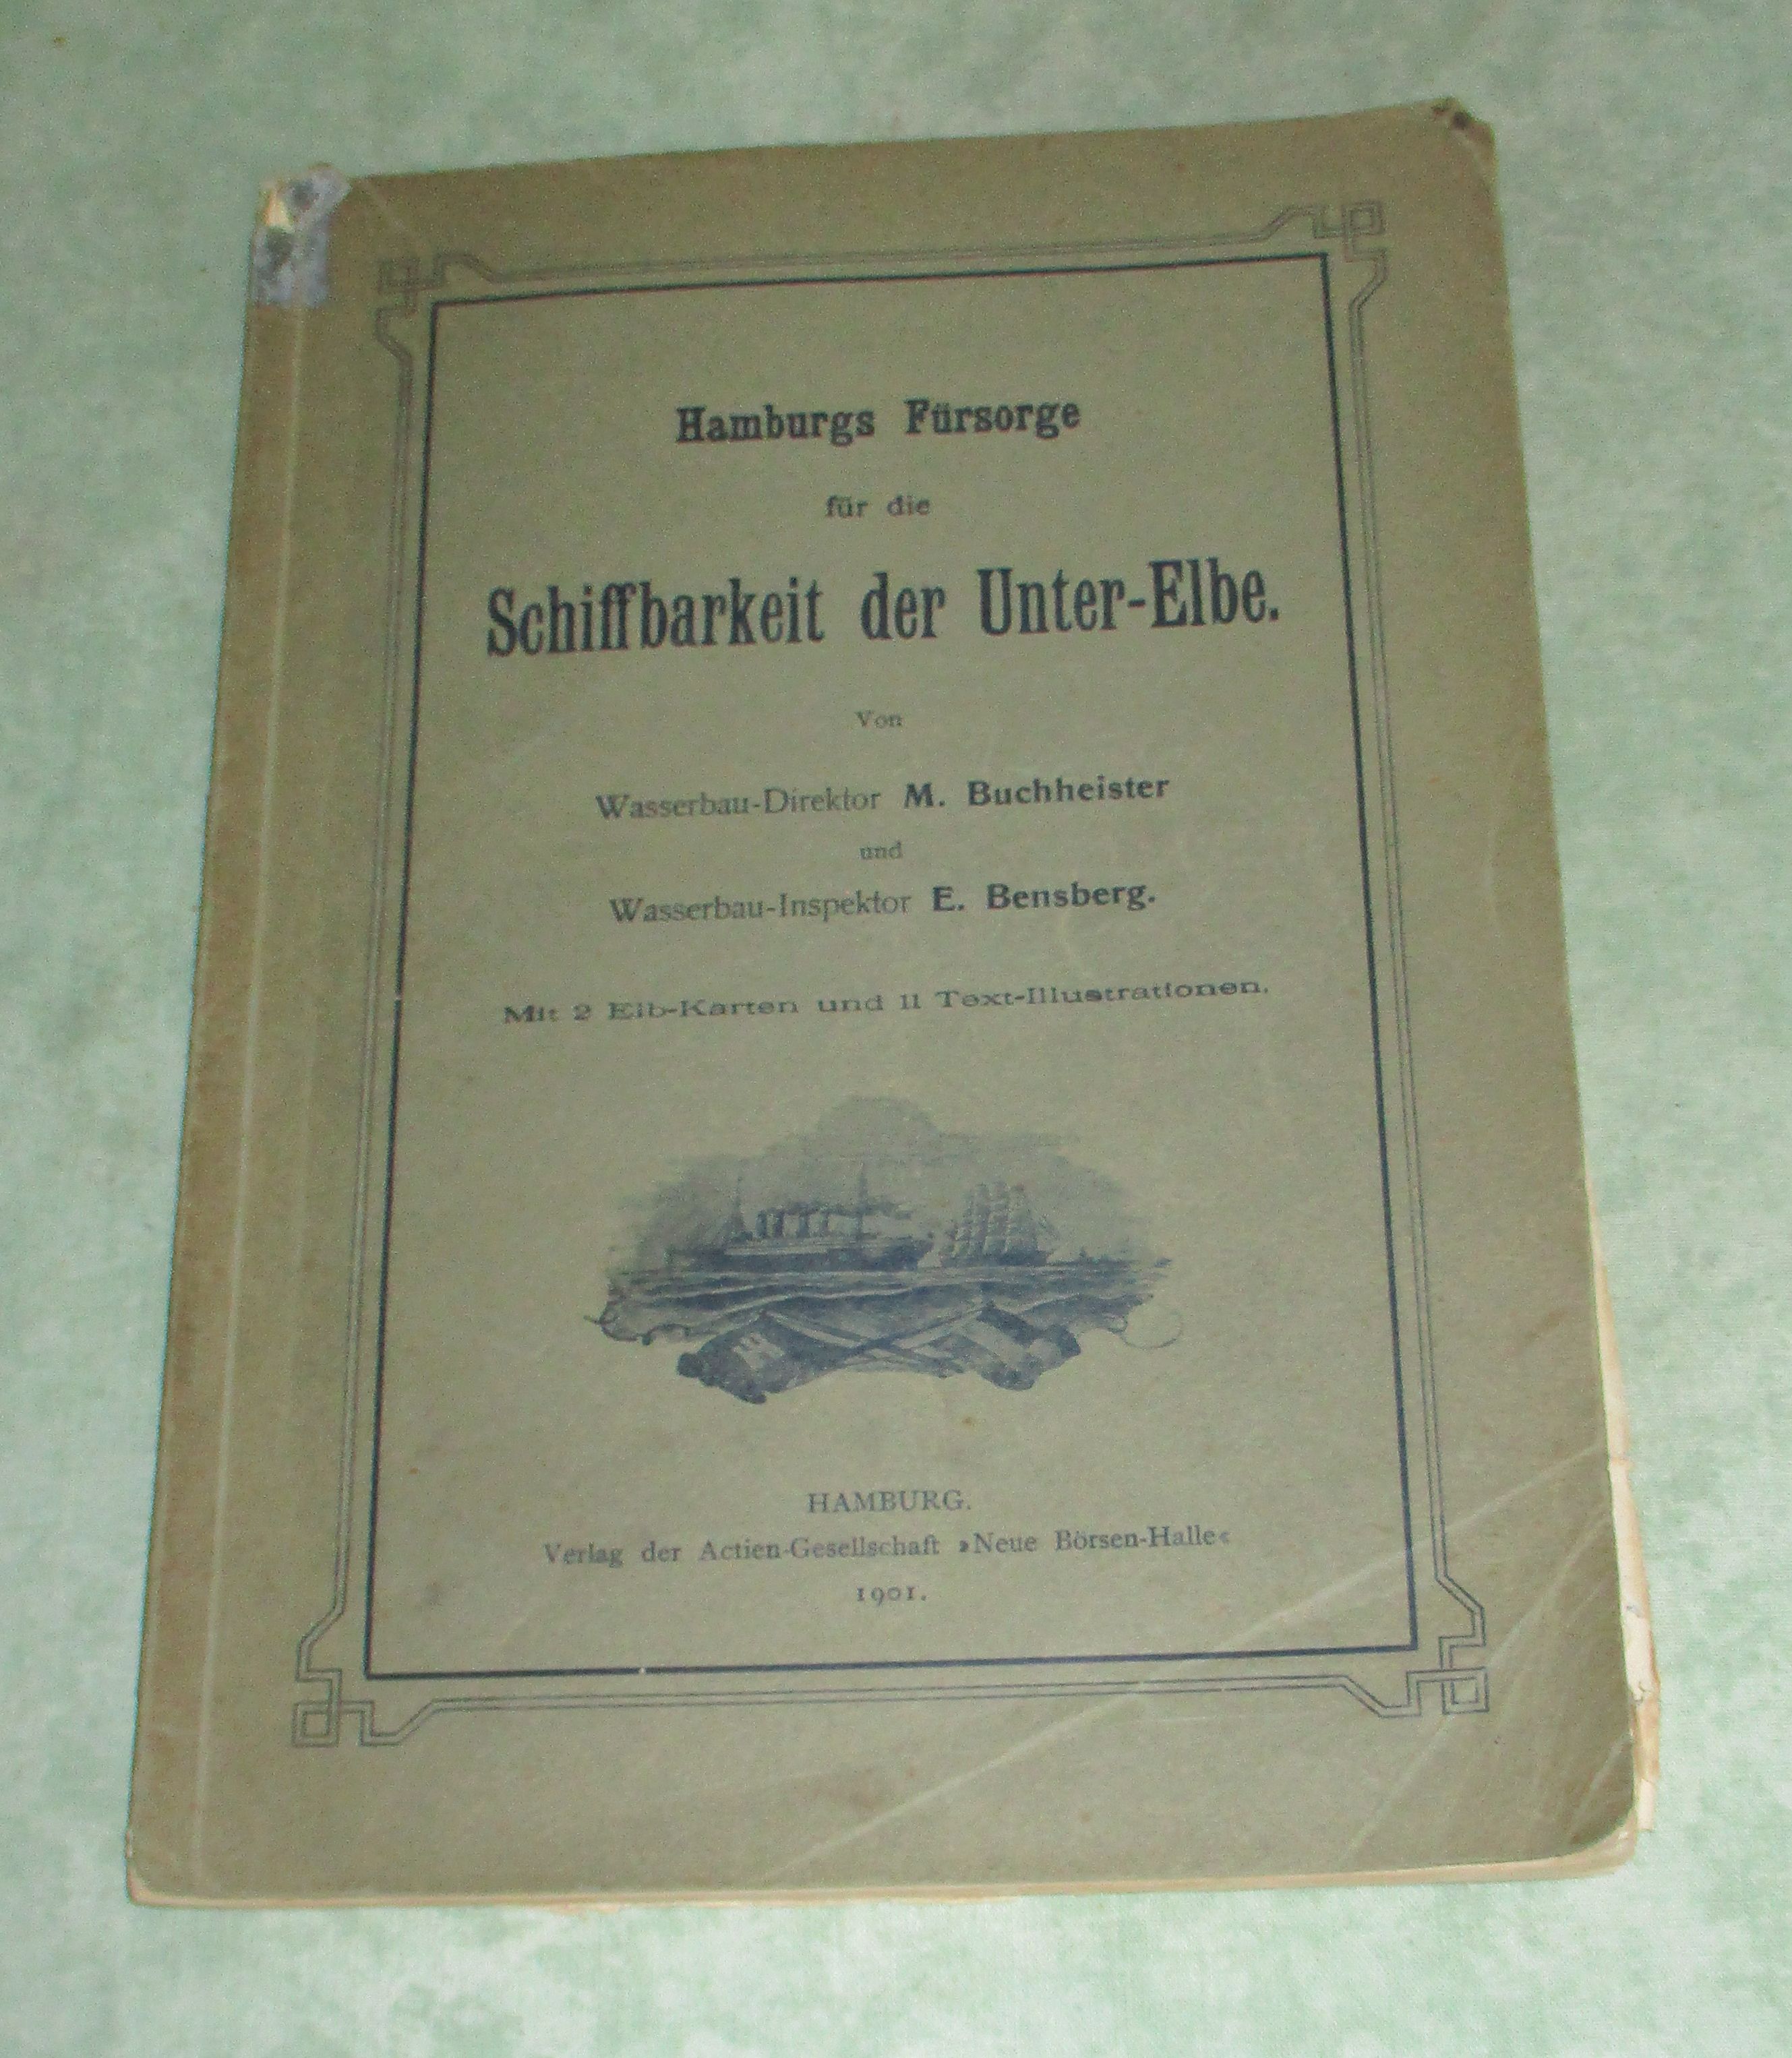 Hamburgs Fürsorge
für die
Schiffbarkeit der Unter-Elbe.
Von
Wasserbau-Direktor M. Buchheister
und
Wasserbau-Inspektor E. Bensberg.
Mit 2 Elb-Karten und 11 Text-Illustrationen.
HAMBURG.
Verlag der Actien-Gesellschaft »Neue Börsen-Halle«
1901.